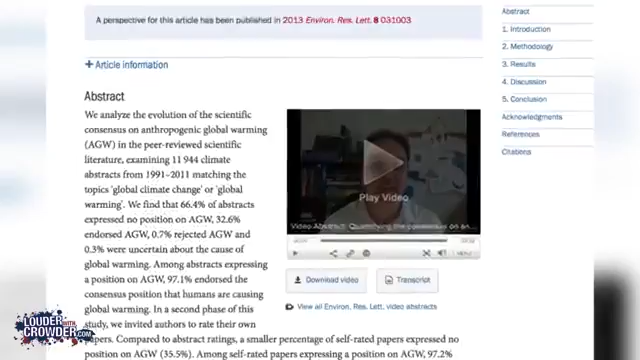 A perspective for this article has been published in 2013 Environ. Res. Lett. 8 031003
Abstract
1. Introduction
2. Methodology
3. Results
4. Discussion
5. Conclusion
Acknowledgments
References
Citations
+ Article information
Abstract
We analyze the evolution of the scientific
consensus on anthropogenic global warming
(AGW) in the peer-reviewed scientific
literature, examining 11 944 climate
abstracts from 1991–2011 matching the
topics 'global climate change' or 'global
warming'. We find that 66.4% of abstracts
expressed no position on AGW, 32.6%
endorsed AGW, 0.7% rejected AGW and
0.3% were uncertain about the cause of
global warming. Among abstracts expressing
a position on AGW, 97.1% endorsed the
consensus position that humans are causing
global warming. In a second phase of this
study, we invited authors to rate their own
papers. Compared to abstract ratings, a smaller percentage of self-rated papers expressed no
position on AGW (35.5%). Among self-rated papers expressing a position on AGW, 97.2%
Play Video
Video Abstract: Quantifying the consensus on an...
MENU
Download video
Transcript
View all Environ. Res. Lett. video abstracts
LOUDER
WITH
CROWDER.COM